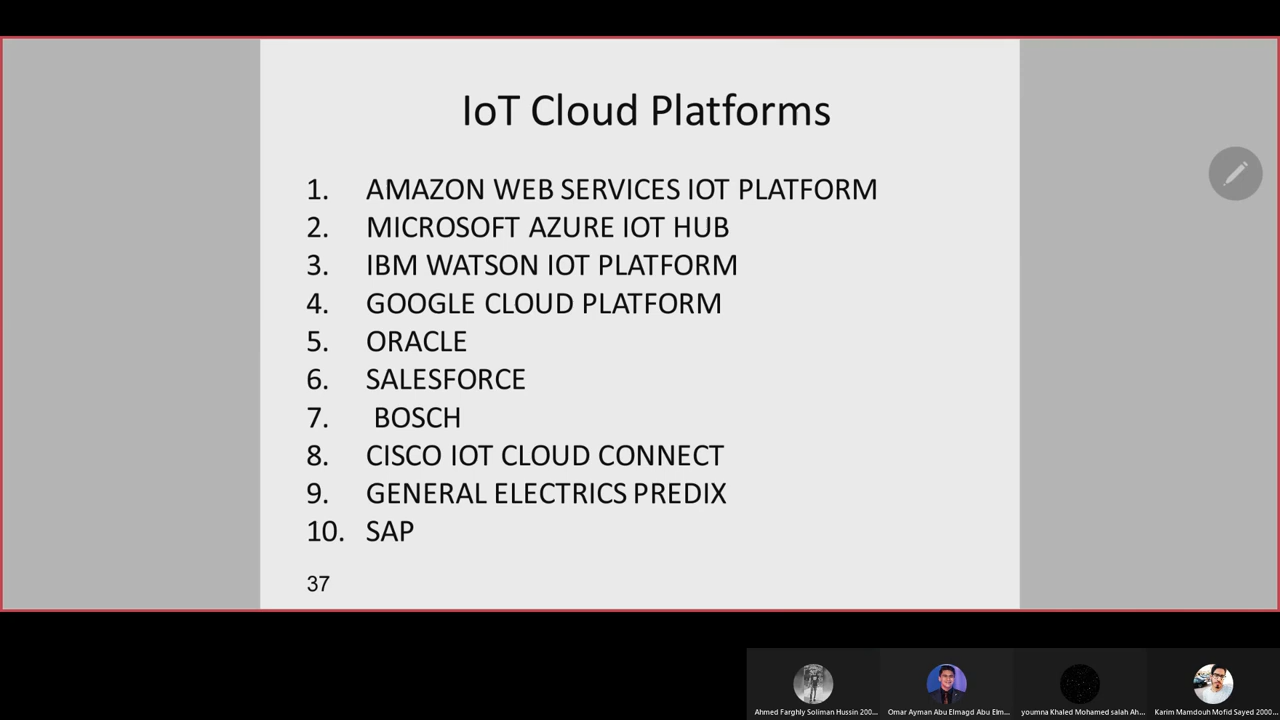 IoT Cloud Platforms
1. AMAZON WEB SERVICES IOT PLATFORM
2. MICROSOFT AZURE IOT HUB
3. IBM WATSON IOT PLATFORM
4. GOOGLE CLOUD PLATFORM
5. ORACLE
6. SALESFORCE
7. BOSCH
8. CISCO IOT CLOUD CONNECT
9. GENERAL ELECTRICS PREDIX
10. SAP
37
Ahmed Farghly Soliman Hussin 200...
Omar Ayman Abu Elmagd Abu Elm...
youmna Khaled Mohamed salah Ah...
Karim Mamdouh Mofid Sayed 2000...